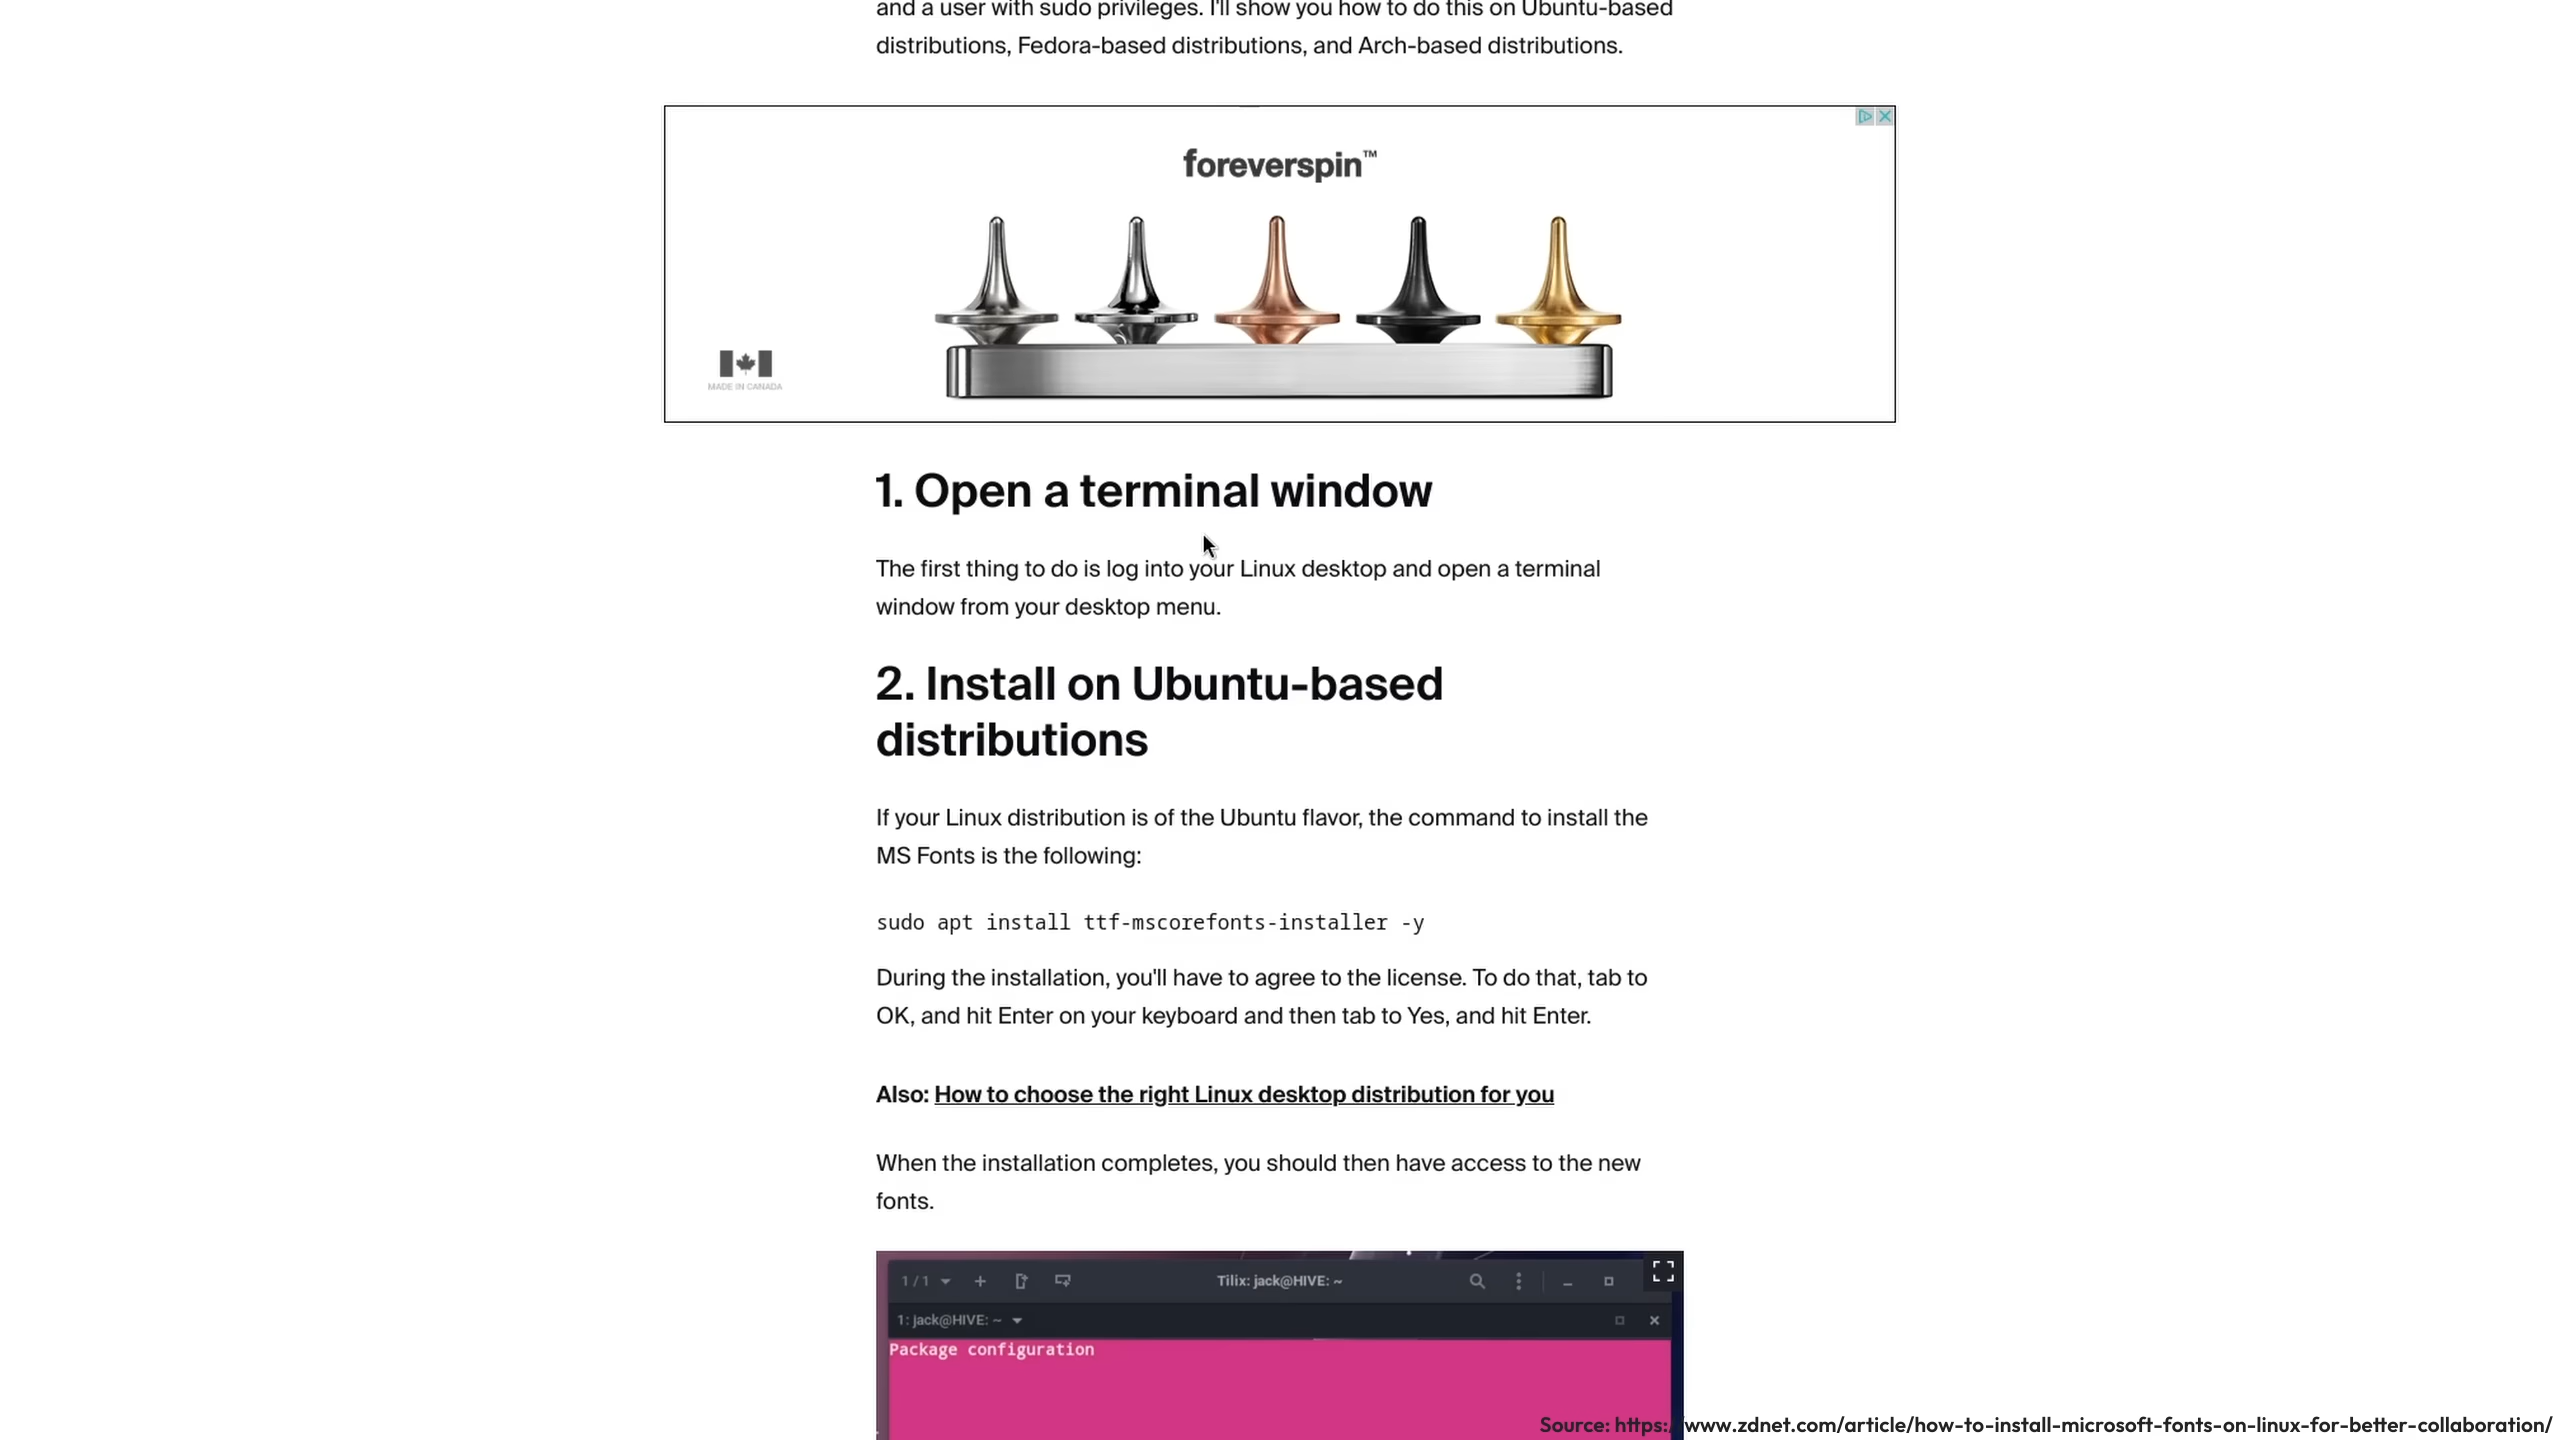 and a user with sudo privileges. I'll show you how to do this on Ubuntu-based
distributions, Fedora-based distributions, and Arch-based distributions.
foreverspin™
MADE IN CANADA
1. Open a terminal window
The first thing to do is log into your Linux desktop and open a terminal
window from your desktop menu.
2. Install on Ubuntu-based
distributions
If your Linux distribution is of the Ubuntu flavor, the command to install the
MS Fonts is the following:
sudo apt install ttf-mscorefonts-installer -y
During the installation, you'll have to agree to the license. To do that, tab to
OK, and hit Enter on your keyboard and then tab to Yes, and hit Enter.
Also: How to choose the right Linux desktop distribution for you
When the installation completes, you should then have access to the new
fonts.
1 / 1
Tilix: jack@HIVE: ~
1: jack@HIVE: ~
Package configuration
Source: https://www.zdnet.com/article/how-to-install-microsoft-fonts-on-linux-for-better-collaboration/